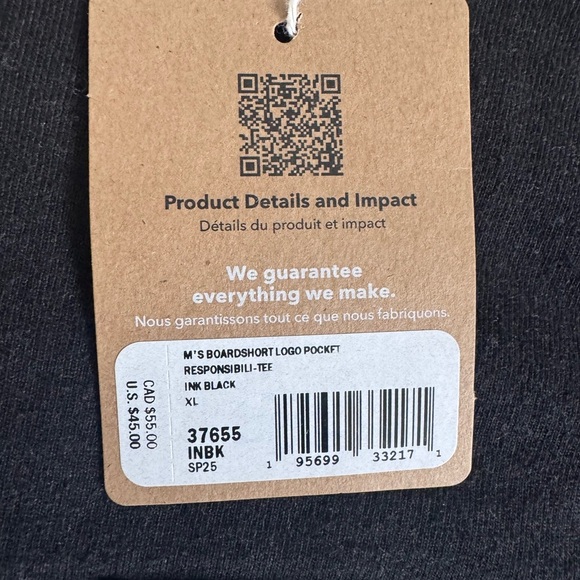 Product Details and Impact
Détails du produit et impact
We guarantee
everything we make.
Nous garantissons tout ce que nous fabriquons.
M'S BOARDSHORT LOGO POCKET
RESPONSIBILI-TEE
INK BLACK
XL
37655
INBK
SP25
1 95699 33217 1
CAD $55.00
U.S. $45.00